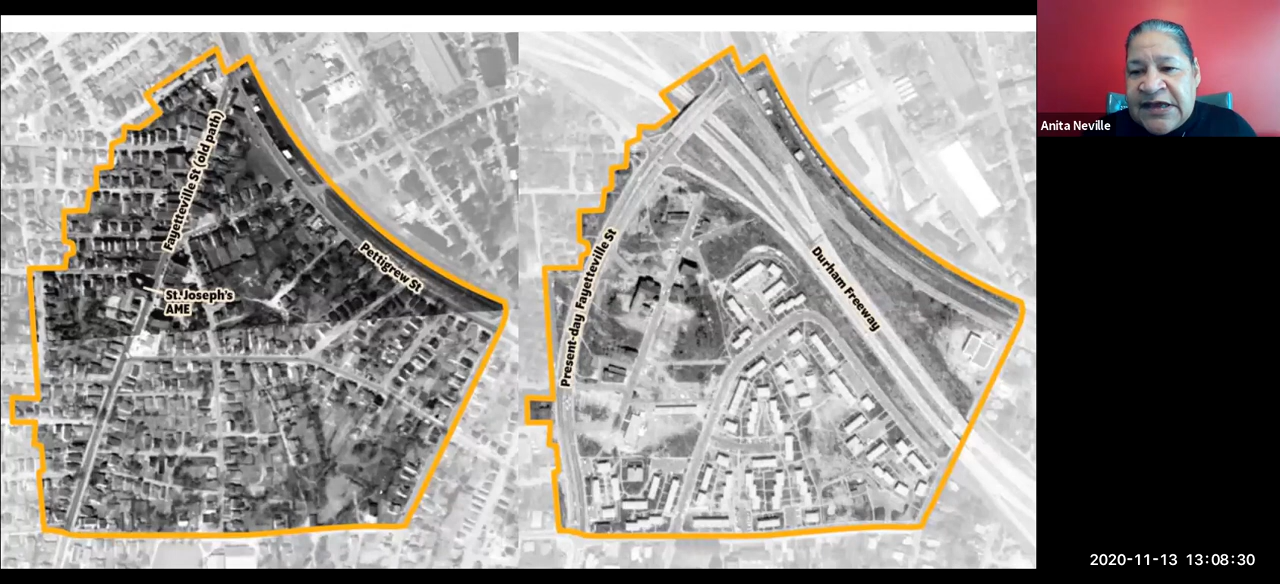 Fayetteville St (old path)
Pettigrew St
St. Joseph's
AME
Present-day Fayetteville St
Durham Freeway
Anita Neville
2020-11-13 13:08:30